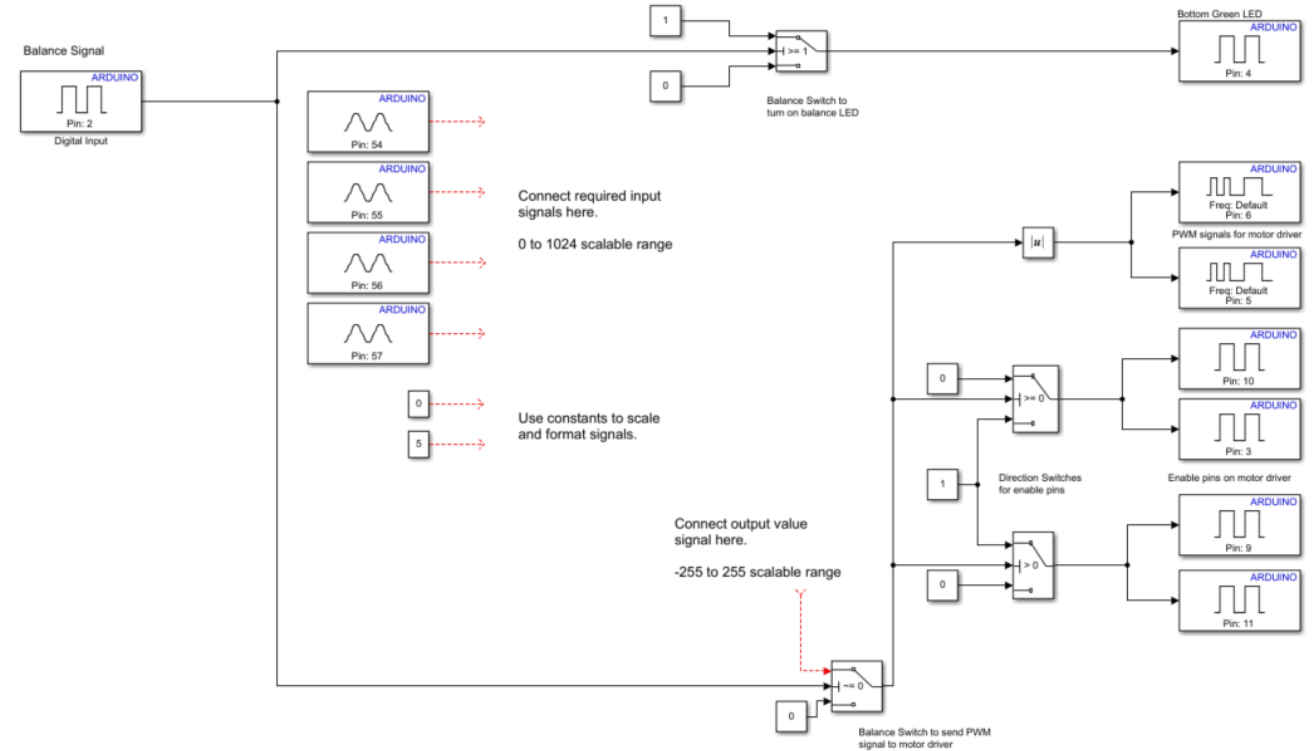 Balance Signal
ARDUINO
Pin: 2
Digital Input
1
0
>= 1
Balance Switch to
turn on balance LED
Bottom Green LED
ARDUINO
Pin: 4
ARDUINO
Pin: 54
ARDUINO
Pin: 55
ARDUINO
Pin: 56
ARDUINO
Pin: 57
Connect required input
signals here.
0 to 1024 scalable range
0
5
Use constants to scale
and format signals.
|u|
ARDUINO
Freq: Default
Pin: 6
PWM signals for motor driver
ARDUINO
Freq: Default
Pin: 5
0
>= 0
ARDUINO
Pin: 10
ARDUINO
Pin: 3
1
Direction Switches
for enable pins
Enable pins on motor driver
0
> 0
ARDUINO
Pin: 9
ARDUINO
Pin: 11
Connect output value
signal here.
-255 to 255 scalable range
~= 0
0
Balance Switch to send PWM
signal to motor driver